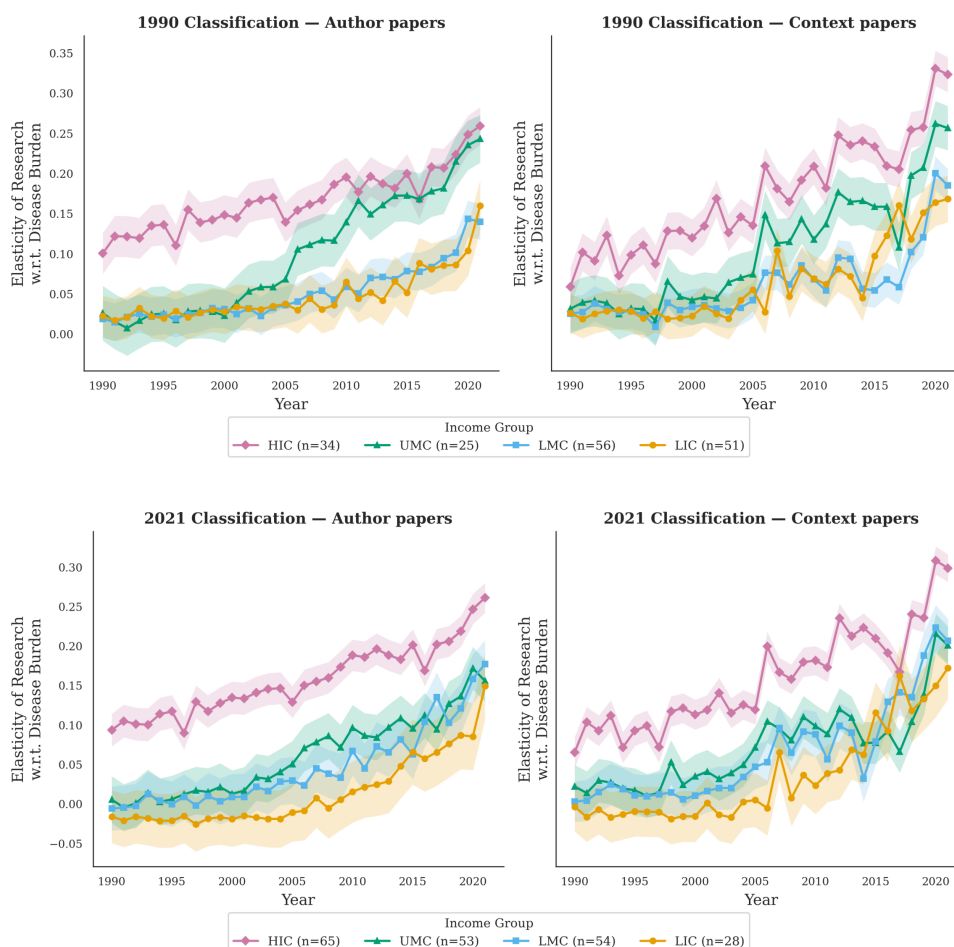 1990 Classification — Author papers
1990 Classification — Context papers
0.35
0.30
0.25
0.20
0.15
0.10
0.05
0.00
Elasticity of Research
w.r.t. Disease Burden
Elasticity of Research
w.r.t. Disease Burden
1990 1995 2000 2005 2010 2015 2020
1990 1995 2000 2005 2010 2015 2020
Year
Year
Income Group
HIC (n=34) UMC (n=25) LMC (n=56) LIC (n=51)
2021 Classification — Author papers
2021 Classification — Context papers
0.30
0.25
0.20
0.15
0.10
0.05
0.00
−0.05
Elasticity of Research
w.r.t. Disease Burden
Elasticity of Research
w.r.t. Disease Burden
1990 1995 2000 2005 2010 2015 2020
1990 1995 2000 2005 2010 2015 2020
Year
Year
Income Group
HIC (n=65) UMC (n=53) LMC (n=54) LIC (n=28)